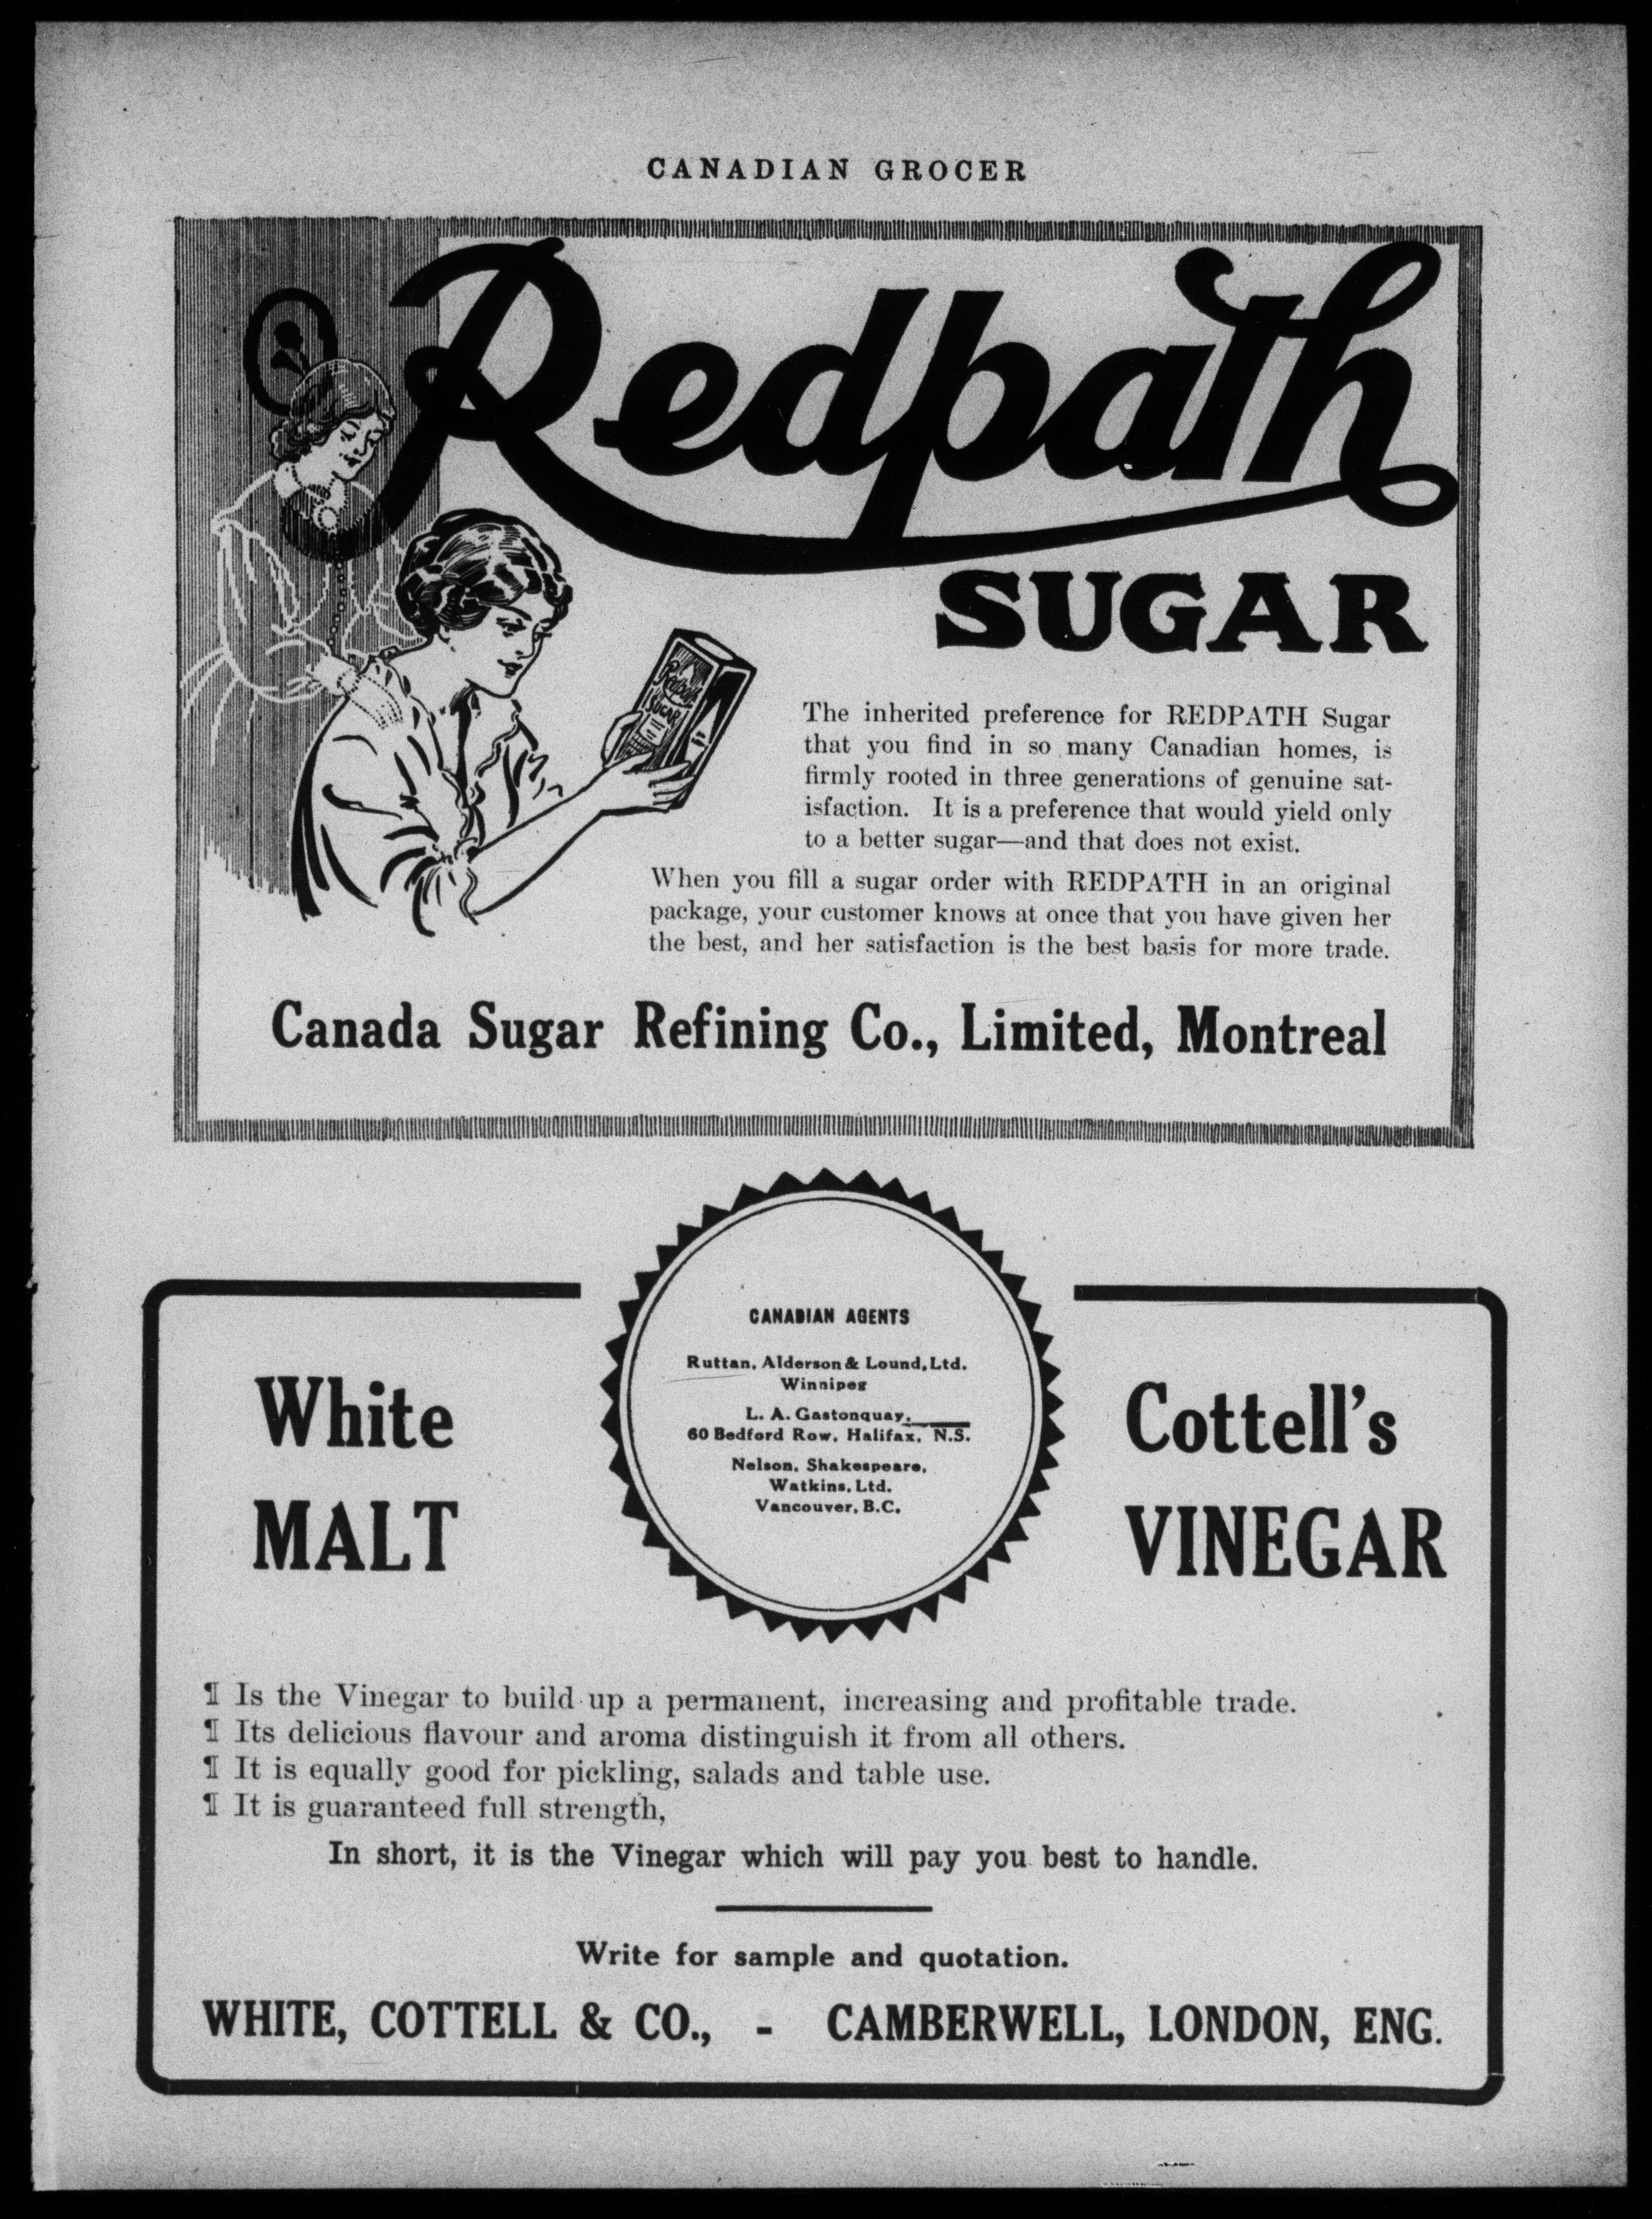 CANADIAN GROCER
Redpath
SUGAR
Redpath
SUGAR
The inherited preference for REDPATH Sugar
that you find in so many Canadian homes, is
firmly rooted in three generations of genuine sat-
isfaction. It is a preference that would yield only
to a better sugar—and that does not exist.
When you fill a sugar order with REDPATH in an original
package, your customer knows at once that you have given her
the best, and her satisfaction is the best basis for more trade.
Canada Sugar Refining Co., Limited, Montreal
White
MALT
CANADIAN AGENTS
Ruttan, Alderson & Lound, Ltd.
Winnipeg
L. A. Gastonquay,
60 Bedford Row, Halifax, N.S.
Nelson, Shakespeare,
Watkins, Ltd.
Vancouver, B.C.
Cottell's
VINEGAR
¶ Is the Vinegar to build up a permanent, increasing and profitable trade.
¶ Its delicious flavour and aroma distinguish it from all others.
¶ It is equally good for pickling, salads and table use.
¶ It is guaranteed full strength,
In short, it is the Vinegar which will pay you best to handle.
Write for sample and quotation.
WHITE, COTTELL & CO., - CAMBERWELL, LONDON, ENG.